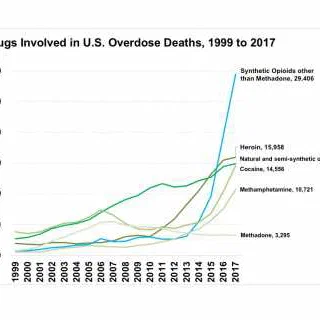 ugs Involved in U.S. Overdose Deaths, 1999 to 2017
Synthetic Opioids other
than Methadone, 29,406
Heroin, 15,958
Natural and semi-synthetic o
Cocaine, 14,556
Methamphetamine, 10,721
Methadone, 3,295
1999
2000
2001
2002
2003
2004
2005
2006
2007
2008
2009
2010
2011
2012
2013
2014
2015
2016
2017